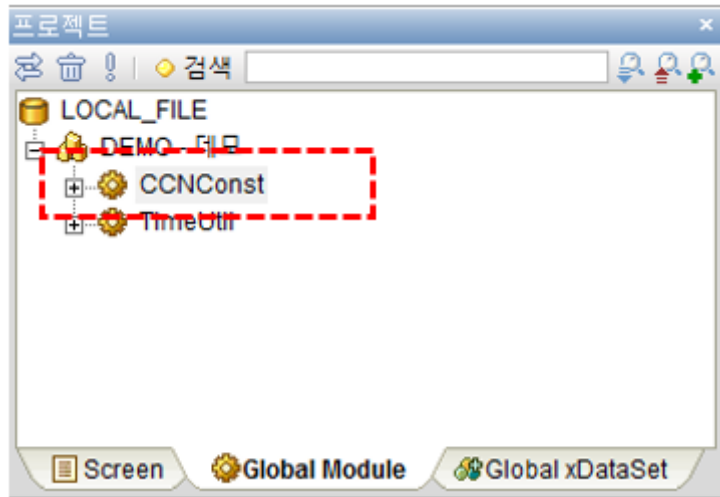 프로젝트
검색
LOCAL_FILE
DEMO - 데모
CCNConst
TimeUtil
Screen Global Module Global xDataSet